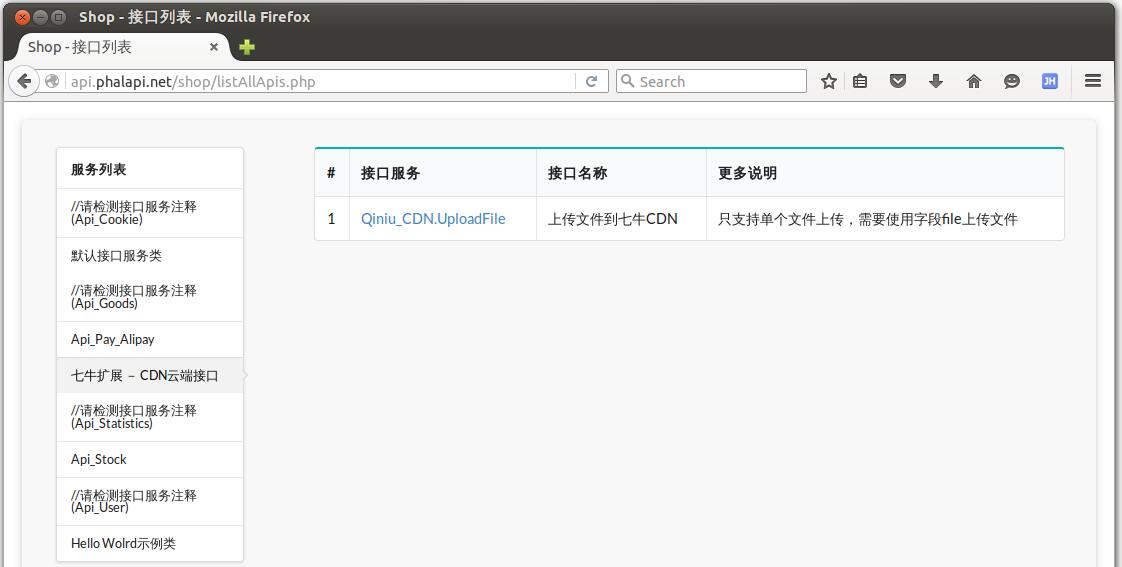 Shop - 接口列表 - Mozilla Firefox
Shop - 接口列表
api.phalapi.net/shop/listAllApis.php
Search
JH
服务列表
//请检测接口服务注释
(Api_Cookie)
默认接口服务类
//请检测接口服务注释
(Api_Goods)
Api_Pay_Alipay
七牛扩展 － CDN云端接口
//请检测接口服务注释
(Api_Statistics)
Api_Stock
//请检测接口服务注释
(Api_User)
Hello Wolrd示例类
# 接口服务 接口名称 更多说明
1 Qiniu_CDN.UploadFile 上传文件到七牛CDN 只支持单个文件上传，需要使用字段file上传文件